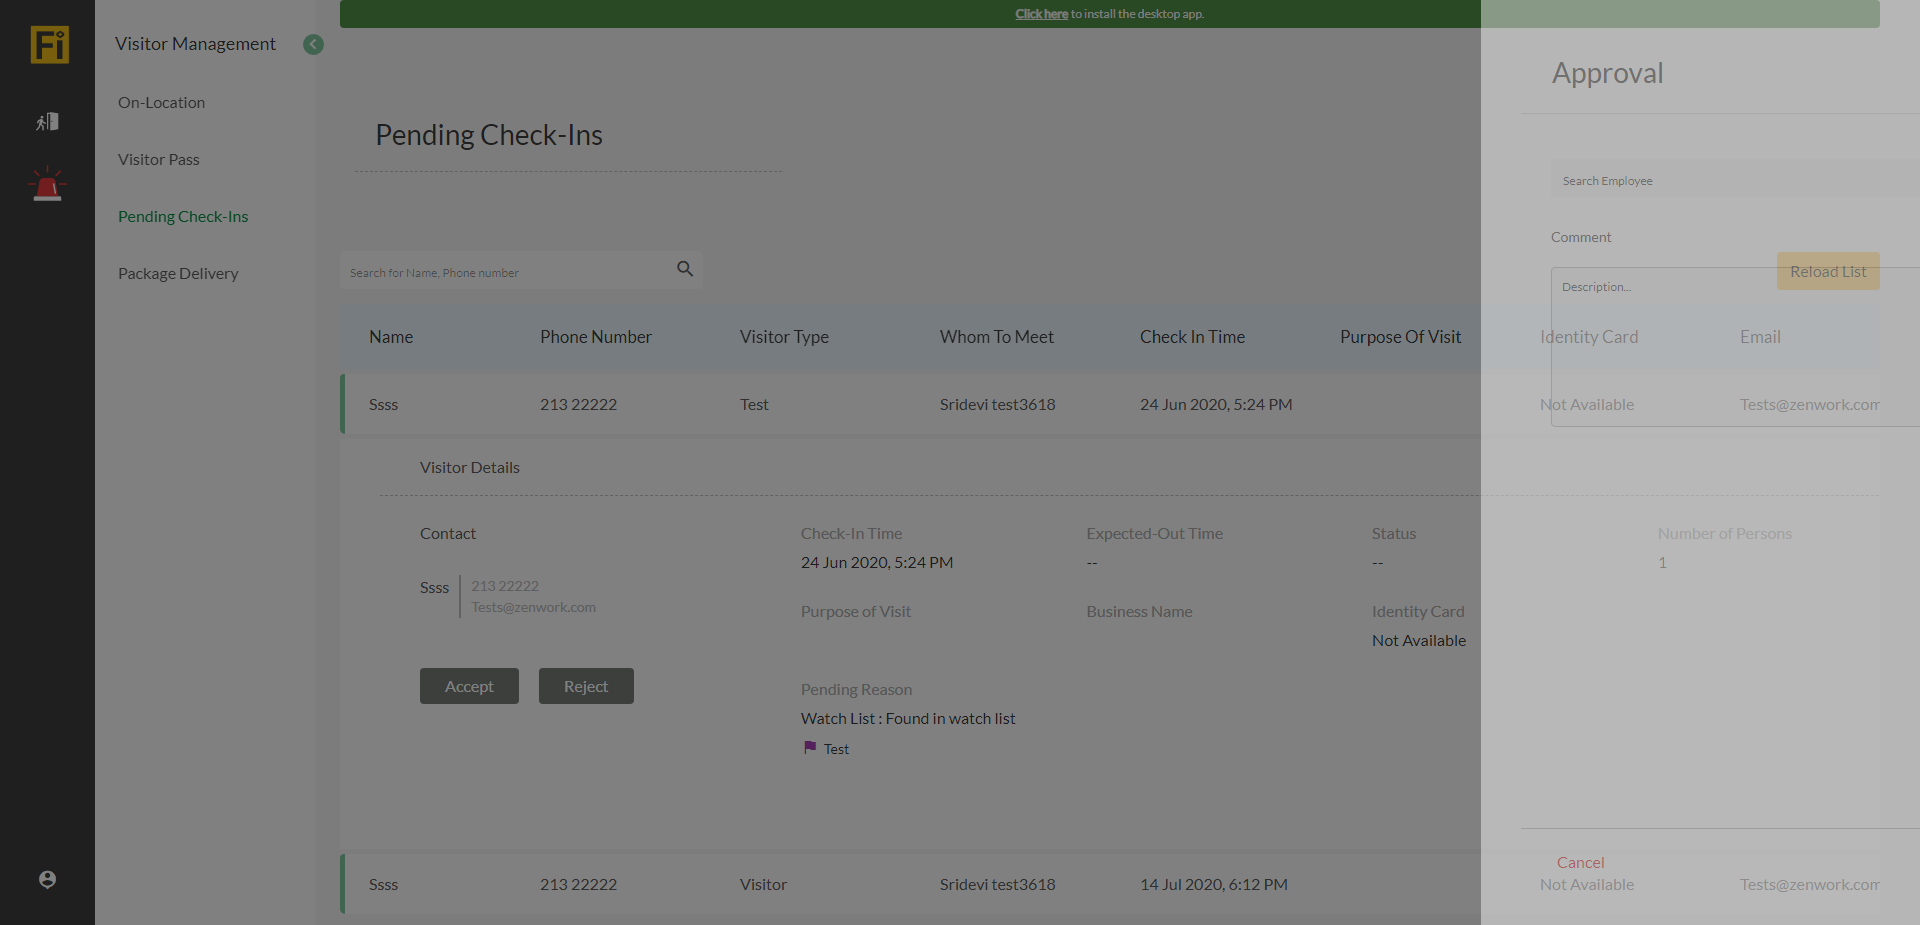 Click here to install the desktop app.
Fi
Visitor Management
On-Location
Visitor Pass
Pending Check-Ins
Package Delivery
Pending Check-Ins
Search for Name, Phone number
Reload List
Name Phone Number Visitor Type Whom To Meet Check In Time Purpose Of Visit Identity Card Email
Ssss 213 22222 Test Sridevi test3618 24 Jun 2020, 5:24 PM Not Available Tests@zenwork.com
Visitor Details
Contact
Ssss
213 22222
Tests@zenwork.com
Accept Reject
Check-In Time Expected-Out Time Status Number of Persons
24 Jun 2020, 5:24 PM -- -- 1
Purpose of Visit Business Name Identity Card
Not Available
Pending Reason
Watch List : Found in watch list
Test
Ssss 213 22222 Visitor Sridevi test3618 14 Jul 2020, 6:12 PM Not Available Tests@zenwork.com
Approval
Search Employee
Comment
Description...
Cancel